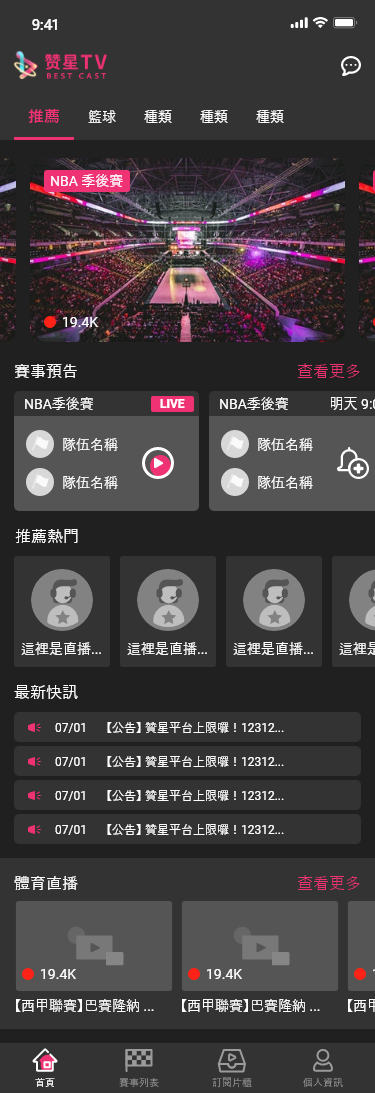 9:41
赞星TV
BEST CAST
推薦 籃球 種類 種類 種類
NBA 季後賽
19.4K
賽事預告 查看更多
NBA季後賽 LIVE NBA季後賽 明天 9:0
隊伍名稱 隊伍名稱
隊伍名稱 隊伍名稱
推薦熱門
這裡是直播... 這裡是直播... 這裡是直播... 這裡是
最新快訊
07/01 【公告】贊星平台上限囉！12312...
07/01 【公告】贊星平台上限囉！12312...
07/01 【公告】贊星平台上限囉！12312...
07/01 【公告】贊星平台上限囉！12312...
體育直播 查看更多
19.4K 19.4K
【西甲聯賽】巴賽隆納 ... 【西甲聯賽】巴賽隆納 ... 【西甲
首頁 賽事列表 訂閱片櫃 個人資訊